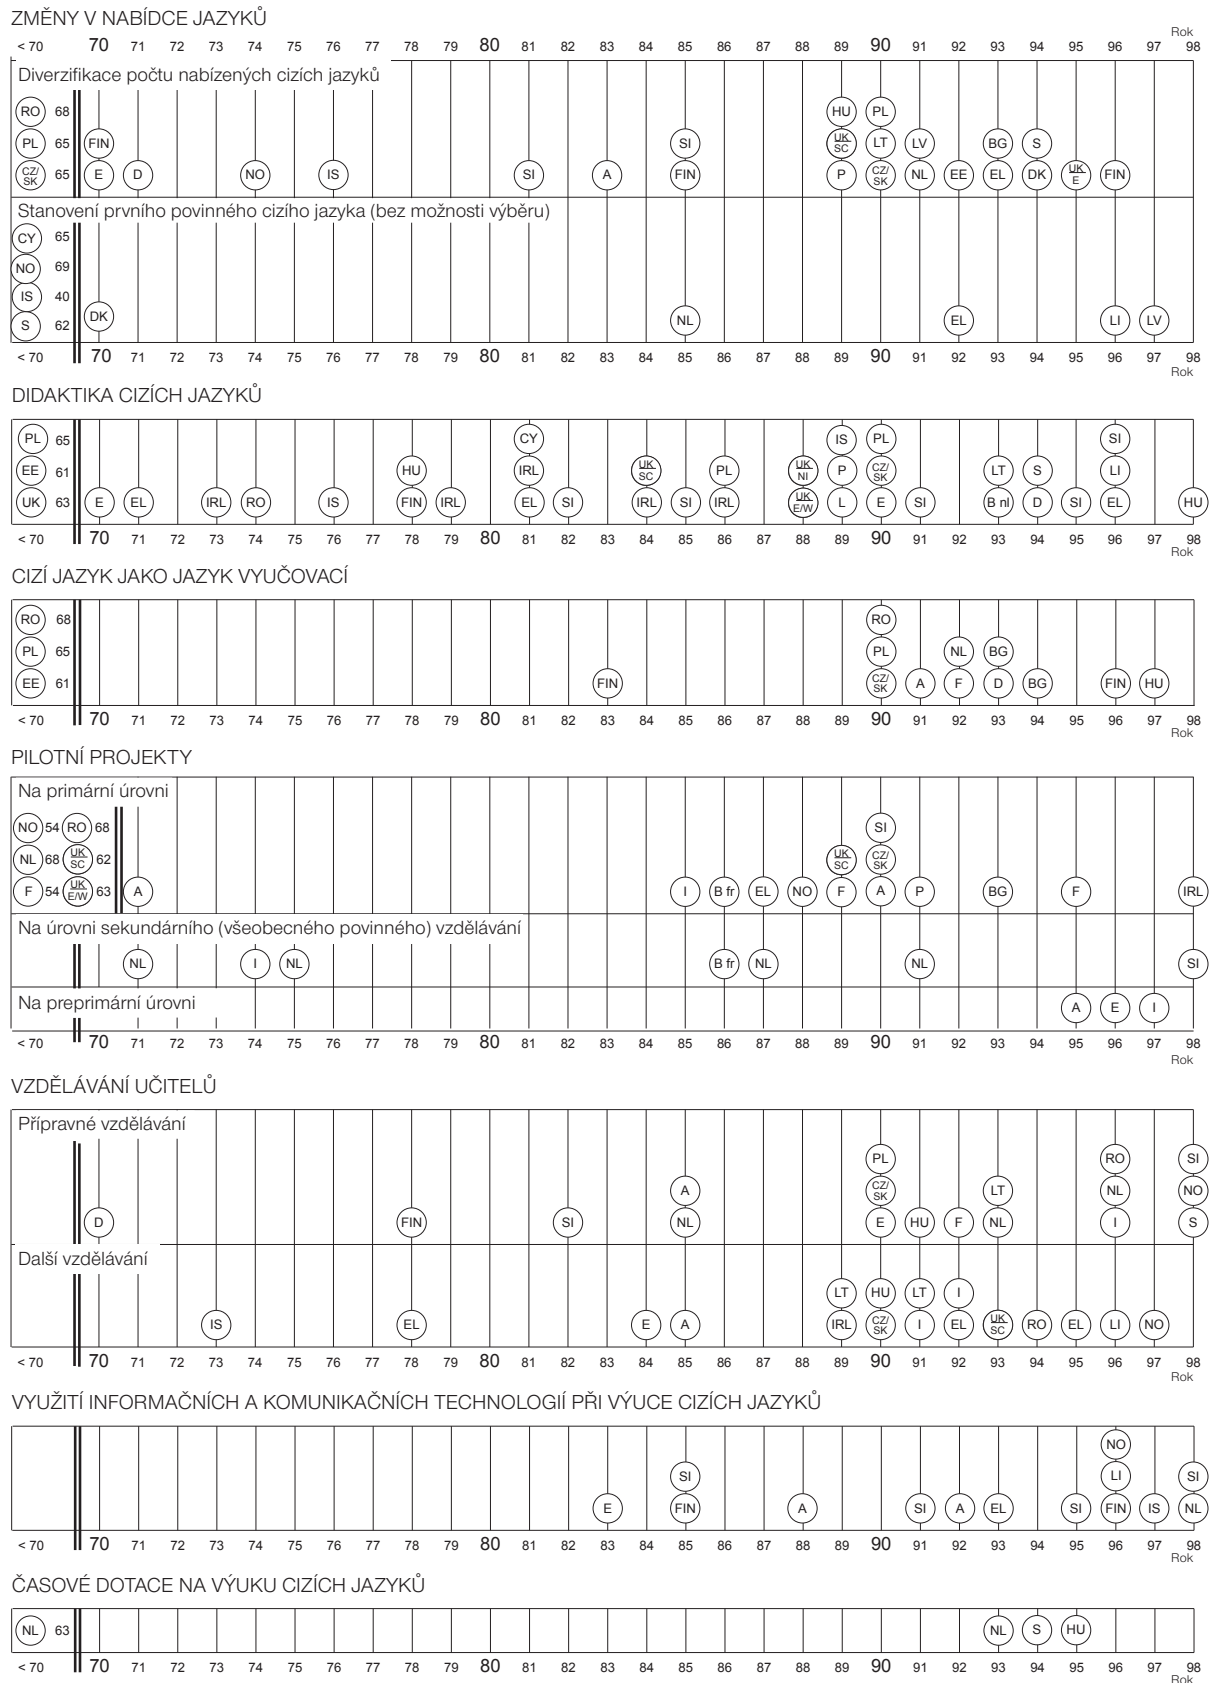 ZMĚNY V NABÍDCE JAZYKŮ
Rok
< 70 70 71 72 73 74 75 76 77 78 79 80 81 82 83 84 85 86 87 88 89 90 91 92 93 94 95 96 97 98
Diverzifikace počtu nabízených cizích jazyků
RO 68 HU PL
PL 65 FIN SI UK SC LT LV BG S
CZ/SK 65 E D NO IS SI A FIN P CZ/SK NL EE EL DK UK E FIN
Stanovení prvního povinného cizího jazyka (bez možnosti výběru)
CY 65
NO 69
IS 40
S 62 DK NL EL LI LV
< 70 70 71 72 73 74 75 76 77 78 79 80 81 82 83 84 85 86 87 88 89 90 91 92 93 94 95 96 97 98
Rok
DIDAKTIKA CIZÍCH JAZYKŮ
PL 65 CY IS PL SI
EE 61 HU IRL UK SC PL UK NI P CZ/SK LT S LI
UK 63 E EL IRL RO IS FIN IRL EL SI IRL SI IRL UK E/W L E SI B nl D SI EL HU
< 70 70 71 72 73 74 75 76 77 78 79 80 81 82 83 84 85 86 87 88 89 90 91 92 93 94 95 96 97 98
Rok
CIZÍ JAZYK JAKO JAZYK VYUČOVACÍ
RO 68 RO
PL 65 PL NL BG
EE 61 FIN CZ/SK A F D BG FIN HU
< 70 70 71 72 73 74 75 76 77 78 79 80 81 82 83 84 85 86 87 88 89 90 91 92 93 94 95 96 97 98
Rok
PILOTNÍ PROJEKTY
Na primární úrovni
NO 54 RO 68 SI
NL 68 UK SC 62 UK SC CZ/SK
F 54 UK E/W 63 A I B fr EL NO F A P BG F IRL
Na úrovni sekundárního (všeobecného povinného) vzdělávání
NL I NL B fr NL NL SI
Na preprimární úrovni
A E I
< 70 70 71 72 73 74 75 76 77 78 79 80 81 82 83 84 85 86 87 88 89 90 91 92 93 94 95 96 97 98
Rok
VZDĚLÁVÁNÍ UČITELŮ
Přípravné vzdělávání
PL RO SI
A CZ/SK LT NL NO
D FIN SI NL E HU F NL I S
Další vzdělávání
LT HU LT I
IS EL E A IRL CZ/SK I EL UK SC RO EL LI NO
< 70 70 71 72 73 74 75 76 77 78 79 80 81 82 83 84 85 86 87 88 89 90 91 92 93 94 95 96 97 98
Rok
VYUŽITÍ INFORMAČNÍCH A KOMUNIKAČNÍCH TECHNOLOGIÍ PŘI VÝUCE CIZÍCH JAZYKŮ
NO
SI LI SI
E FIN A SI A EL SI FIN IS NL
< 70 70 71 72 73 74 75 76 77 78 79 80 81 82 83 84 85 86 87 88 89 90 91 92 93 94 95 96 97 98
Rok
ČASOVÉ DOTACE NA VÝUKU CIZÍCH JAZYKŮ
NL 63 NL S HU
< 70 70 71 72 73 74 75 76 77 78 79 80 81 82 83 84 85 86 87 88 89 90 91 92 93 94 95 96 97 98
Rok